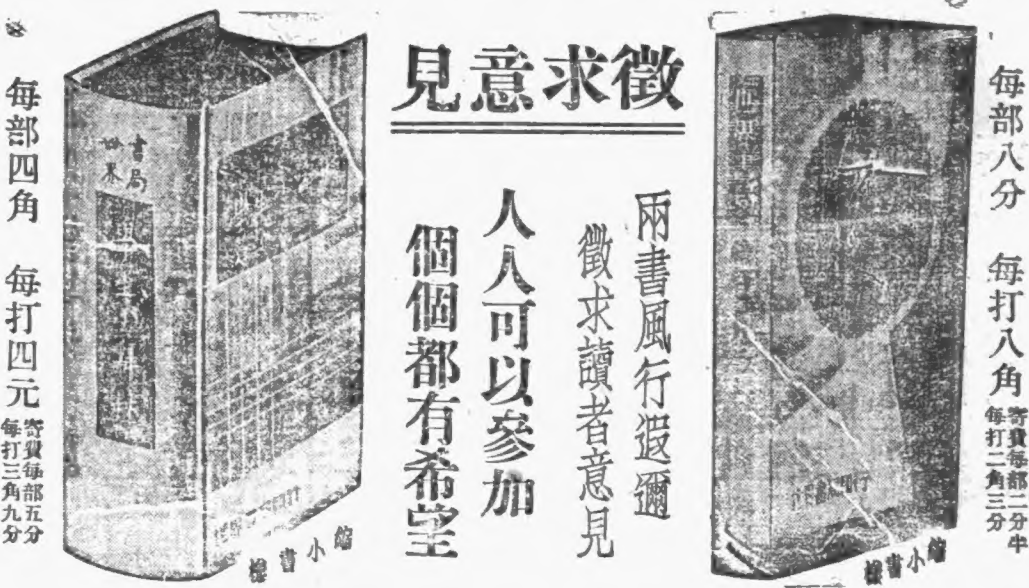 徵求意見
每部八分　每打八角
寄費每部二分半
每打二角三分
兩書風行遐邇
徵求讀者意見
人人可以參加
個個都有希望
每部四角　每打四元
寄費每部五分
每打三角九分
世界書局
縮小書樣
縮小書樣